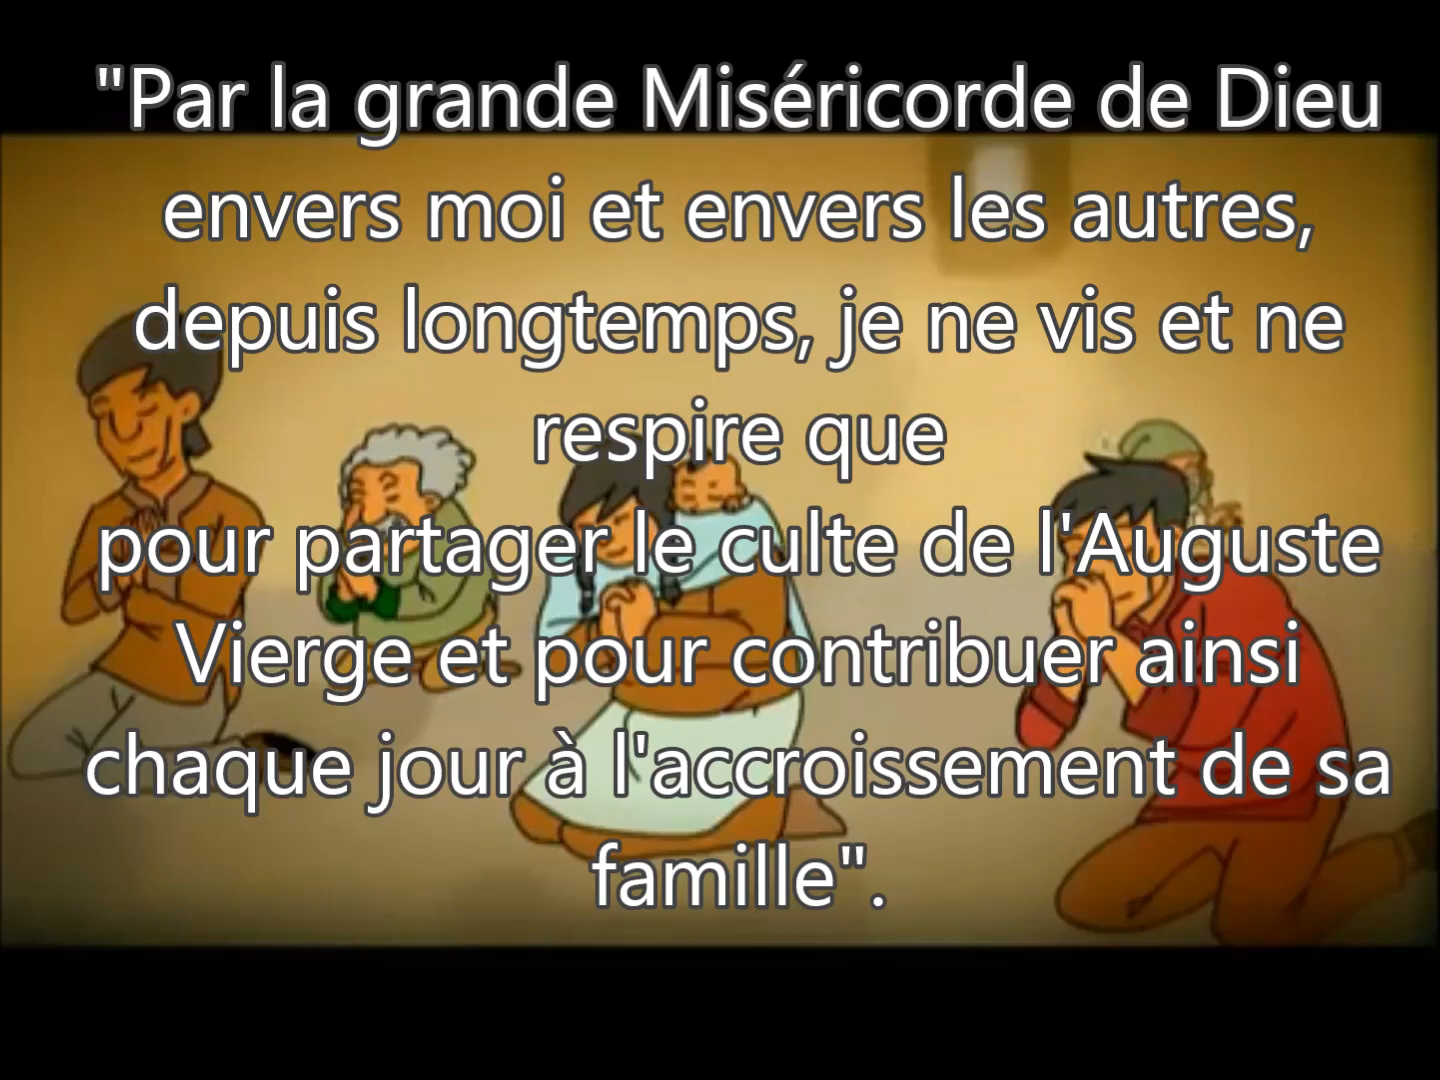 "Par la grande Miséricorde de Dieu
envers moi et envers les autres,
depuis longtemps, je ne vis et ne
respire que
pour partager le culte de l'Auguste
Vierge et pour contribuer ainsi
chaque jour à l'accroissement de sa
famille".